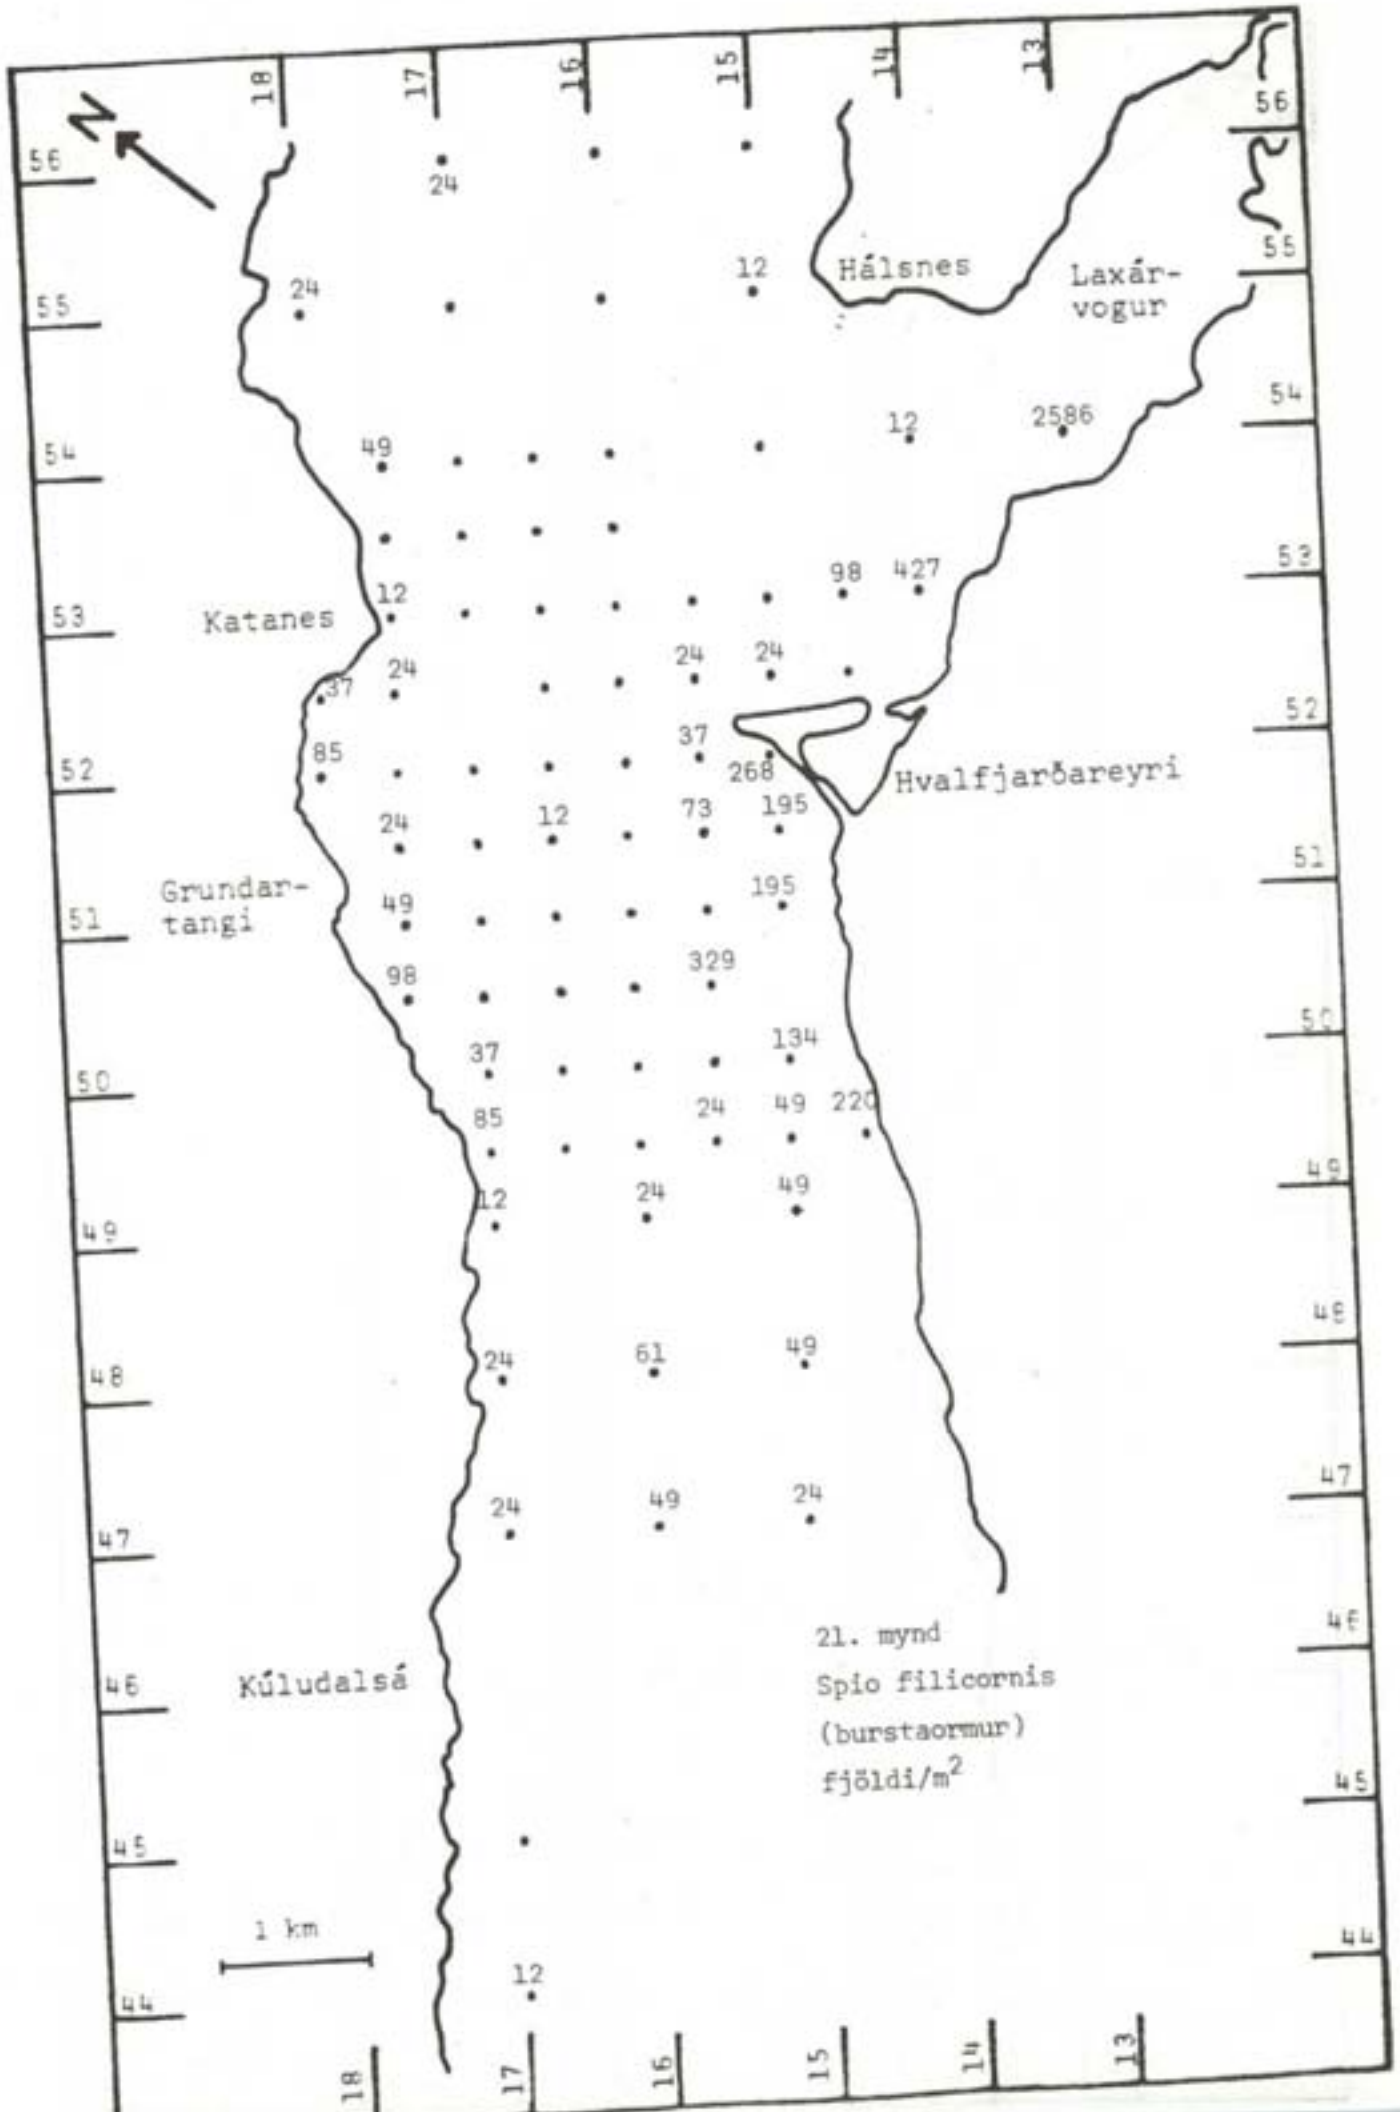 18 17 16 15 14 13
N
56
56
24
55
24 12 Hálsnes Laxár-
vogur
55
54
12 2586
49
54
53
98 427
12
Katanes
53
24 24
24
37
52
37
85 268
52
Hvalfjarðareyri
24 12 73 195
51
Grundar-
tangi
195
49
51
329
98
50
134
37
50
24 49 220
85
49
12 24 49
49
48
24 61 49
48
47
24 49 24
47
21. mynd
46
Spio filicornis
Kúludalsá
46
(burstaormur)
fjöldi/m²
45
45
1 km
44
12
44
18 17 16 15 14 13